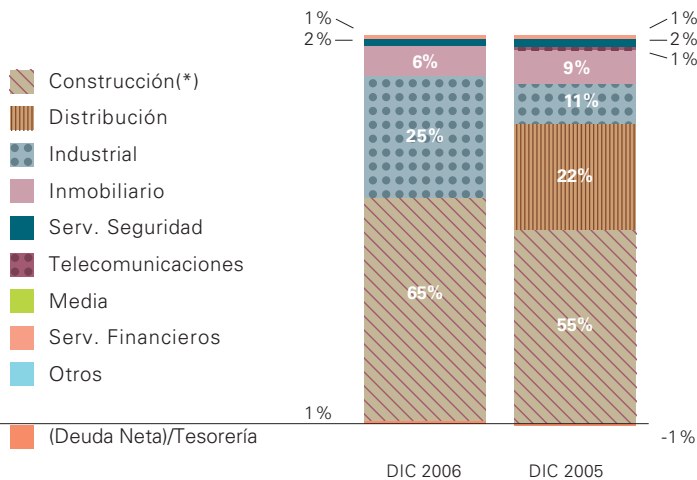 Construcción(*)
Distribución
Industrial
Inmobiliario
Serv. Seguridad
Telecomunicaciones
Media
Serv. Financieros
Otros
(Deuda Neta)/Tesorería
1%
2%
6%
25%
65%
1%
DIC 2006
1%
2%
1%
9%
11%
22%
55%
-1%
DIC 2005